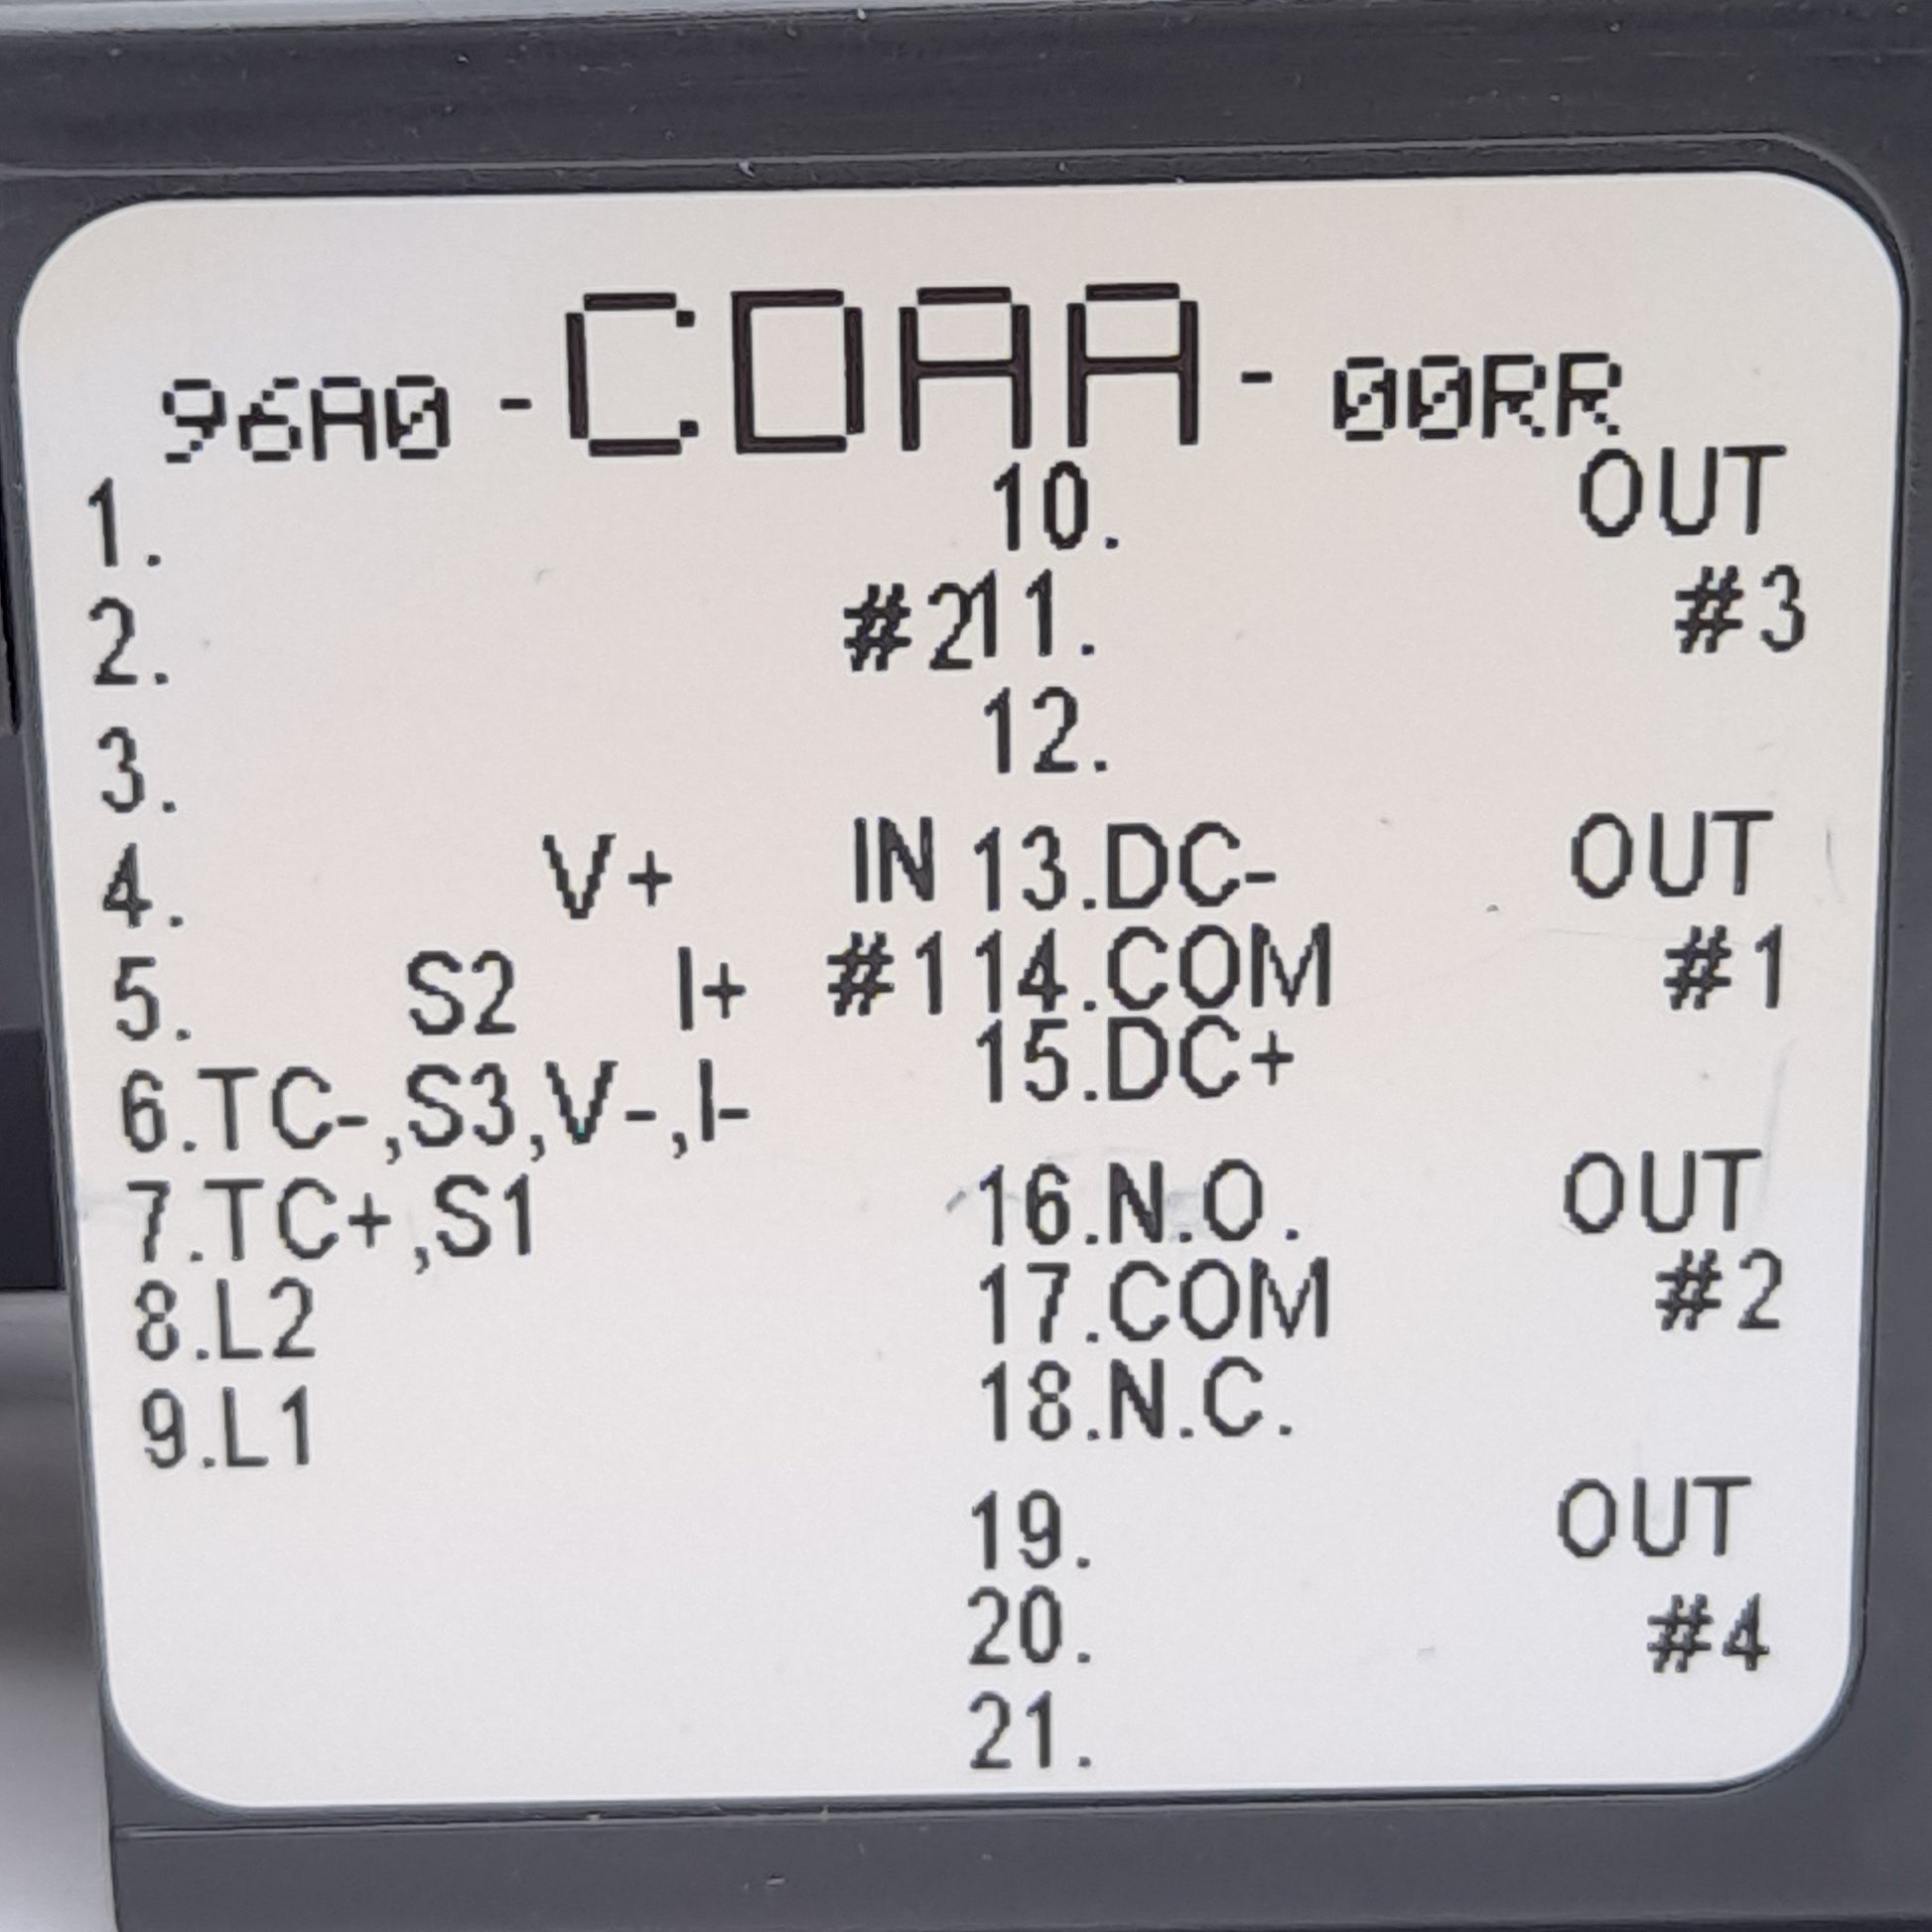 96A0 - CDAA - 00RR
1. 10. OUT
2. #2 11. #3
3. 12.
4. V+ IN 13.DC- OUT
5. S2 I+ #1 14.COM #1
6.TC-,S3,V-,I- 15.DC+
7.TC+,S1 16.N.O. OUT
8.L2 17.COM #2
9.L1 18.N.C.
19. OUT
20. #4
21.